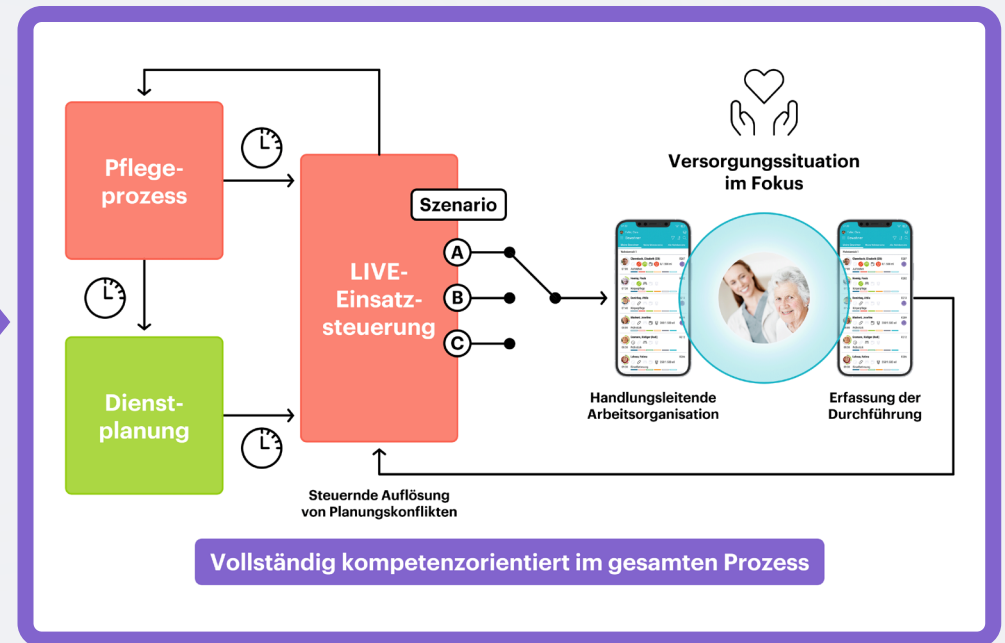 Pflege-
prozess
Szenario
A
B
C
LIVE-
Einsatz-
steuerung
Dienst-
planung
Steuernde Auflösung
von Planungskonflikten
Versorgungssituation
im Fokus
Handlungsleitende
Arbeitsorganisation
Erfassung der
Durchführung
Vollständig kompetenzorientiert im gesamten Prozess